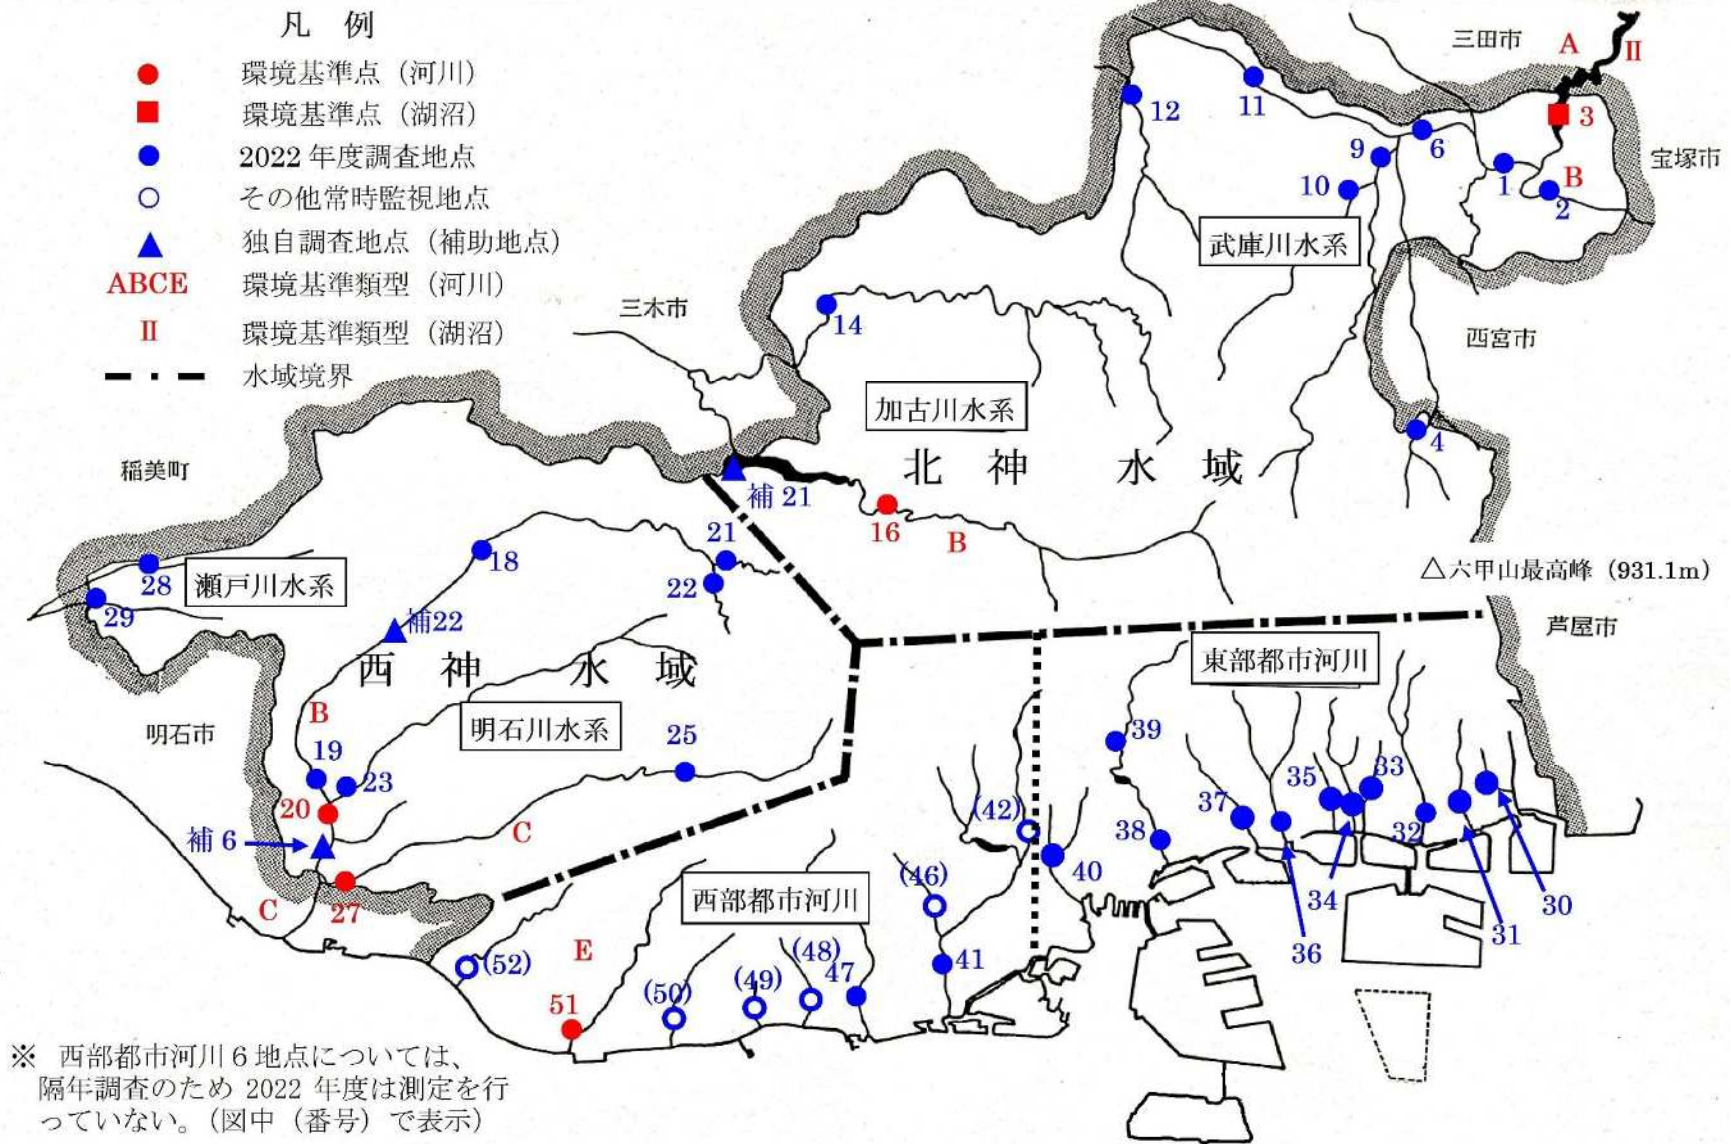 凡 例
環境基準点（河川）
環境基準点（湖沼）
2022 年度調査地点
その他常時監視地点
独自調査地点（補助地点）
ABCE 環境基準類型（河川）
II 環境基準類型（湖沼）
水域境界
三田市
A
II
3
12
11
6
9
10
1
B
2
宝塚市
武庫川水系
三木市
14
西宮市
加古川水系
4
北 神 水 域
稲美町
補 21
16
B
21
22
18
28
瀬戸川水系
29
補22
△六甲山最高峰（931.1m）
芦屋市
西 神 水 域
東部都市河川
明石市
B
明石川水系
19
23
25
20
補 6
C
C
27
39
35
33
37
(42)
38
32
40
34
30
31
36
西部都市河川
(46)
41
(52)
E
51
(50)
(49)
(48)
47
※ 西部都市河川６地点については、
隔年調査のため 2022 年度は測定を行
っていない。（図中（番号）で表示）